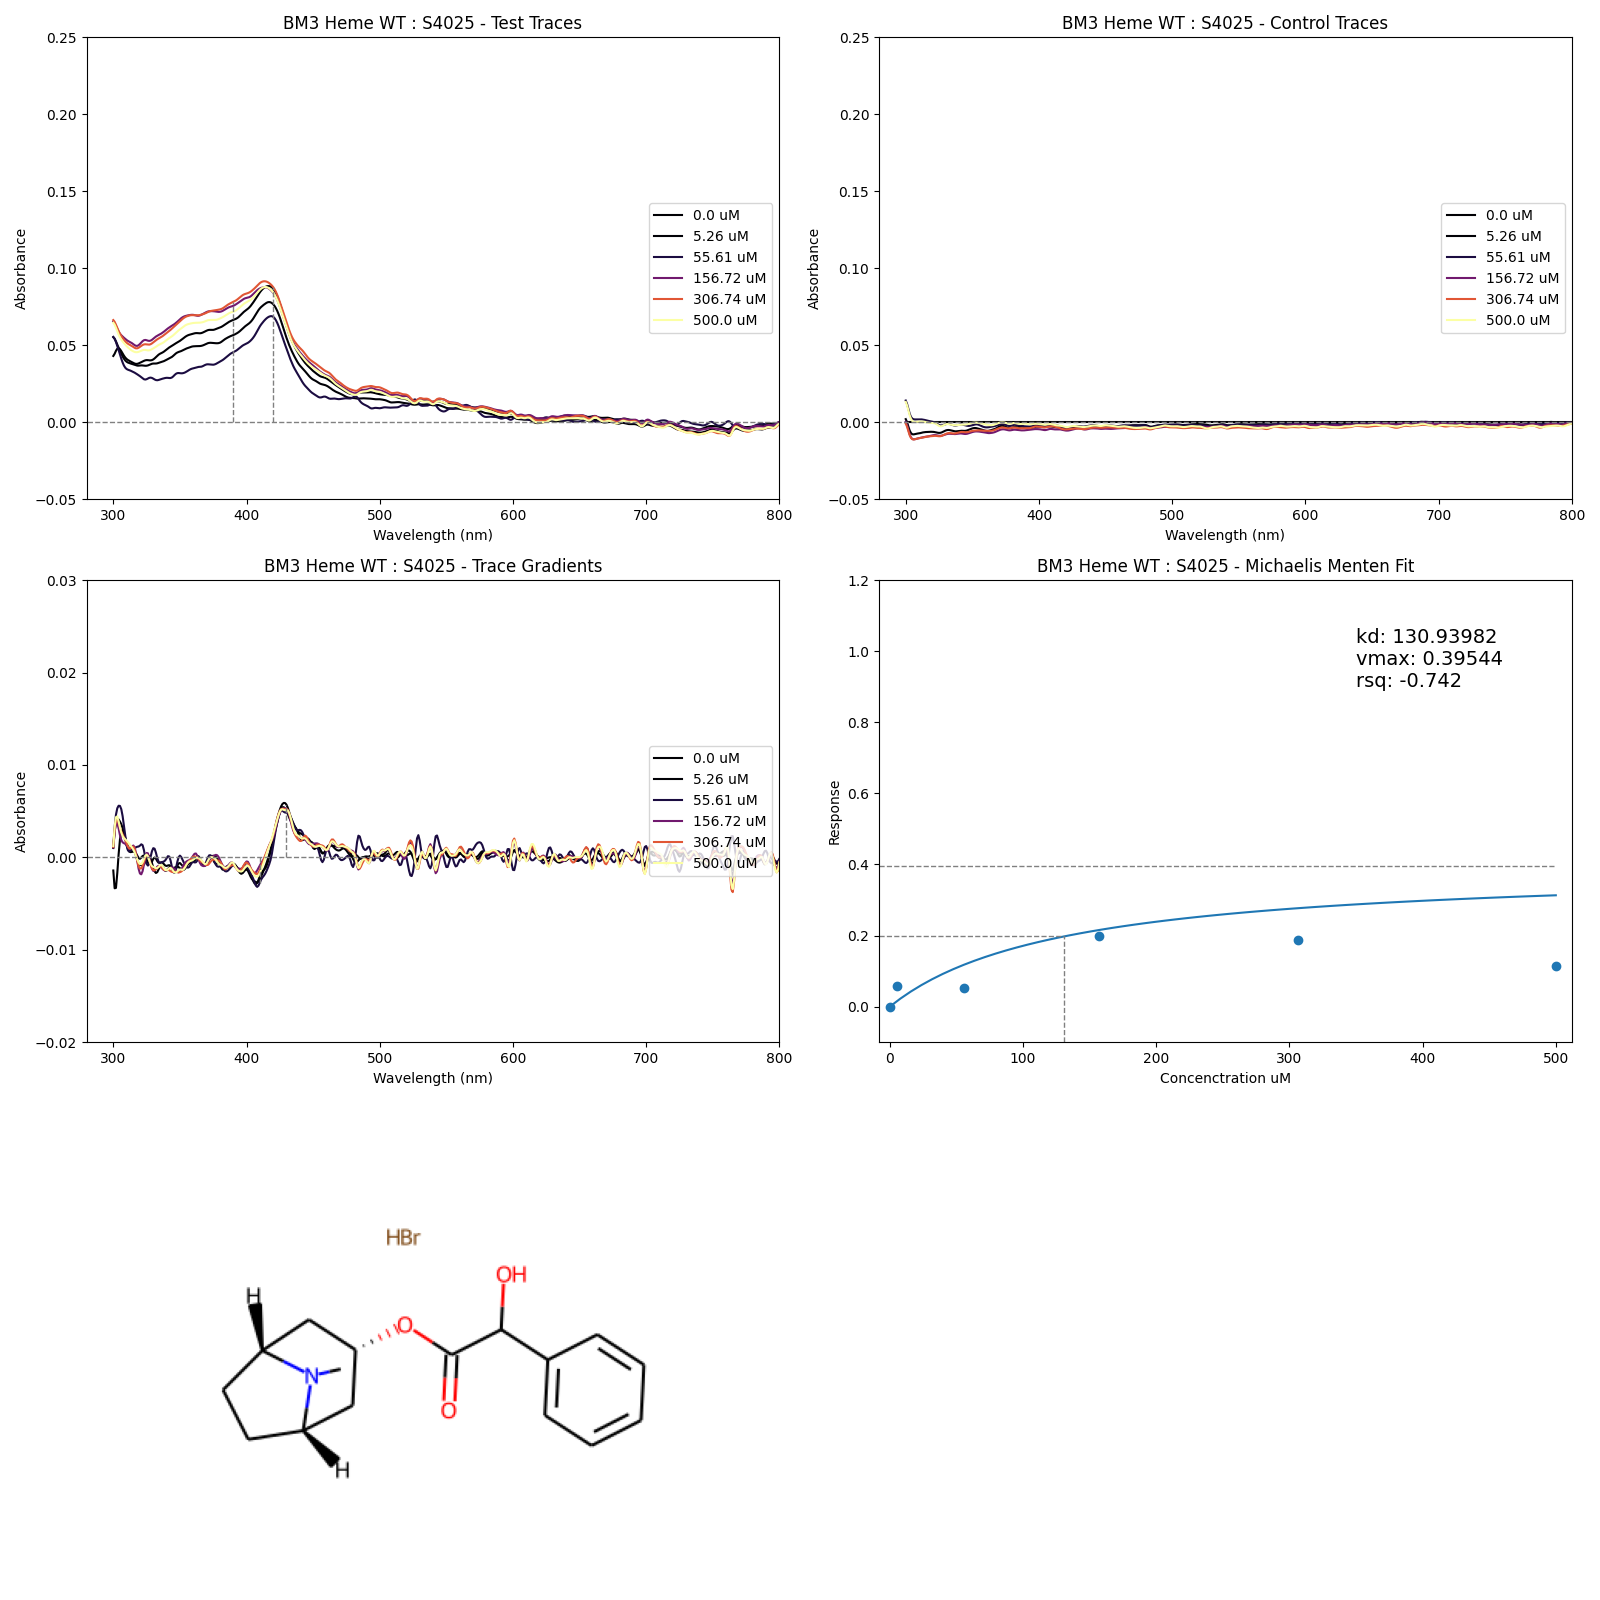 BM3 Heme WT : S4025 - Test Traces
0.25
0.20
0.15
0.10
0.05
0.00
−0.05
Absorbance
300 400 500 600 700 800
Wavelength (nm)
0.0 uM
5.26 uM
55.61 uM
156.72 uM
306.74 uM
500.0 uM
BM3 Heme WT : S4025 - Control Traces
0.25
0.20
0.15
0.10
0.05
0.00
−0.05
Absorbance
300 400 500 600 700 800
Wavelength (nm)
0.0 uM
5.26 uM
55.61 uM
156.72 uM
306.74 uM
500.0 uM
BM3 Heme WT : S4025 - Trace Gradients
0.03
0.02
0.01
0.00
−0.01
−0.02
Absorbance
300 400 500 600 700 800
Wavelength (nm)
0.0 uM
5.26 uM
55.61 uM
156.72 uM
306.74 uM
500.0 uM
BM3 Heme WT : S4025 - Michaelis Menten Fit
1.2
1.0
0.8
0.6
0.4
0.2
0.0
Response
0 100 200 300 400 500
Concenctration uM
kd: 130.93982
vmax: 0.39544
rsq: -0.742
HBr
OH
H
O
N
O
H